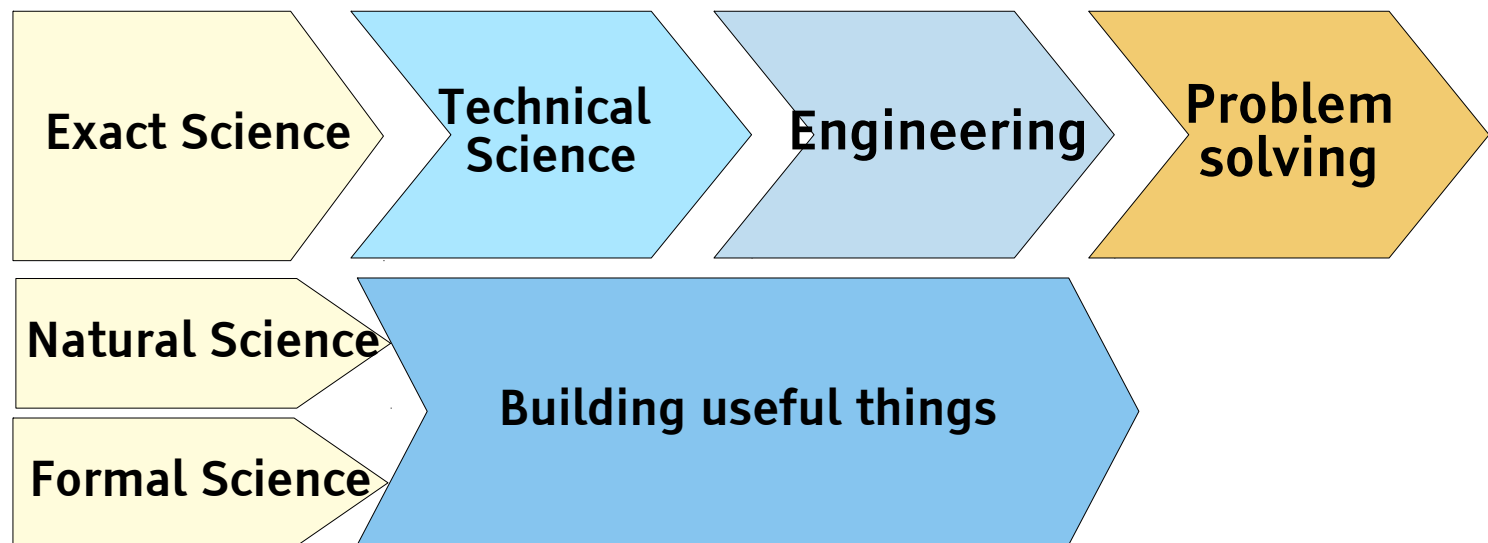 Exact Science
Technical
Science
Engineering
Problem
solving
Natural Science
Building useful things
Formal Science